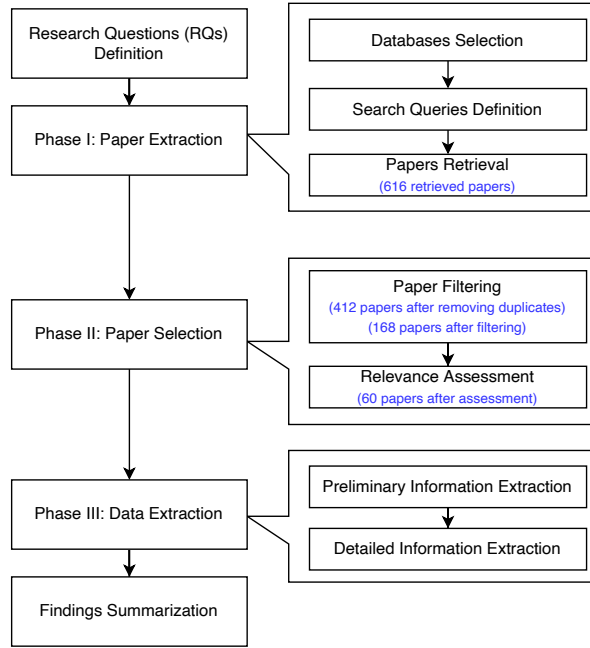 Research Questions (RQs)
Definition
Phase I: Paper Extraction
Databases Selection
Search Queries Definition
Papers Retrieval
(616 retrieved papers)
Phase II: Paper Selection
Paper Filtering
(412 papers after removing duplicates)
(168 papers after filtering)
Relevance Assessment
(60 papers after assessment)
Phase III: Data Extraction
Preliminary Information Extraction
Detailed Information Extraction
Findings Summarization